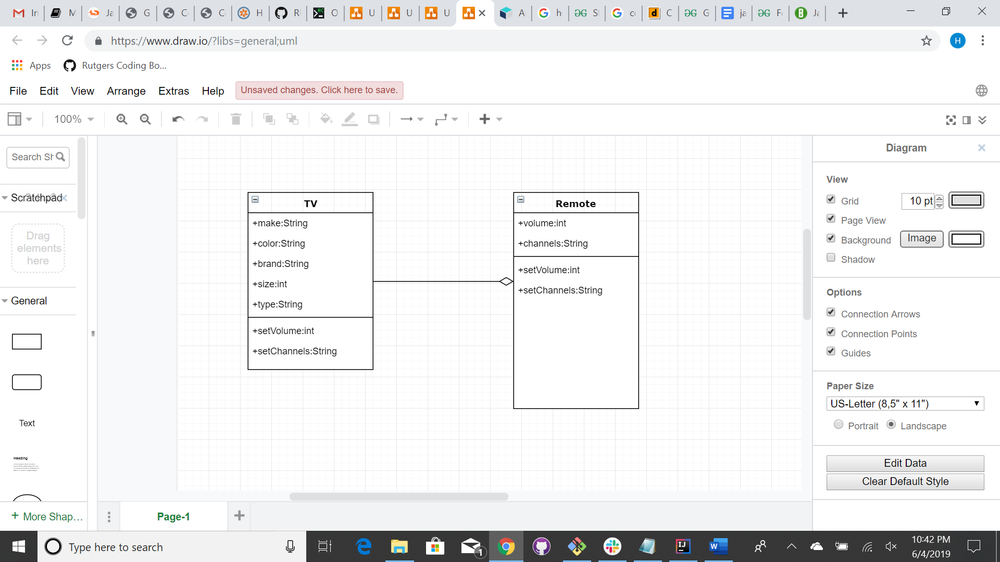 https://www.draw.io/?libs=general;uml
H
Apps
Rutgers Coding Bo...
File Edit View Arrange Extras Help
Unsaved changes. Click here to save.
100%
Search Sh
Scratchpad
Drag
elements
here
General
Text
Heading
+ More Shap...
TV
+make:String
+color:String
+brand:String
+size:int
+type:String
+setVolume:int
+setChannels:String
Remote
+volume:int
+channels:String
+setVolume:int
+setChannels:String
Page-1
Diagram
View
Grid 10 pt
Page View
Background Image
Shadow
Options
Connection Arrows
Connection Points
Guides
Paper Size
US-Letter (8,5" x 11")
Portrait Landscape
Edit Data
Clear Default Style
Type here to search
1
10:42 PM
6/4/2019